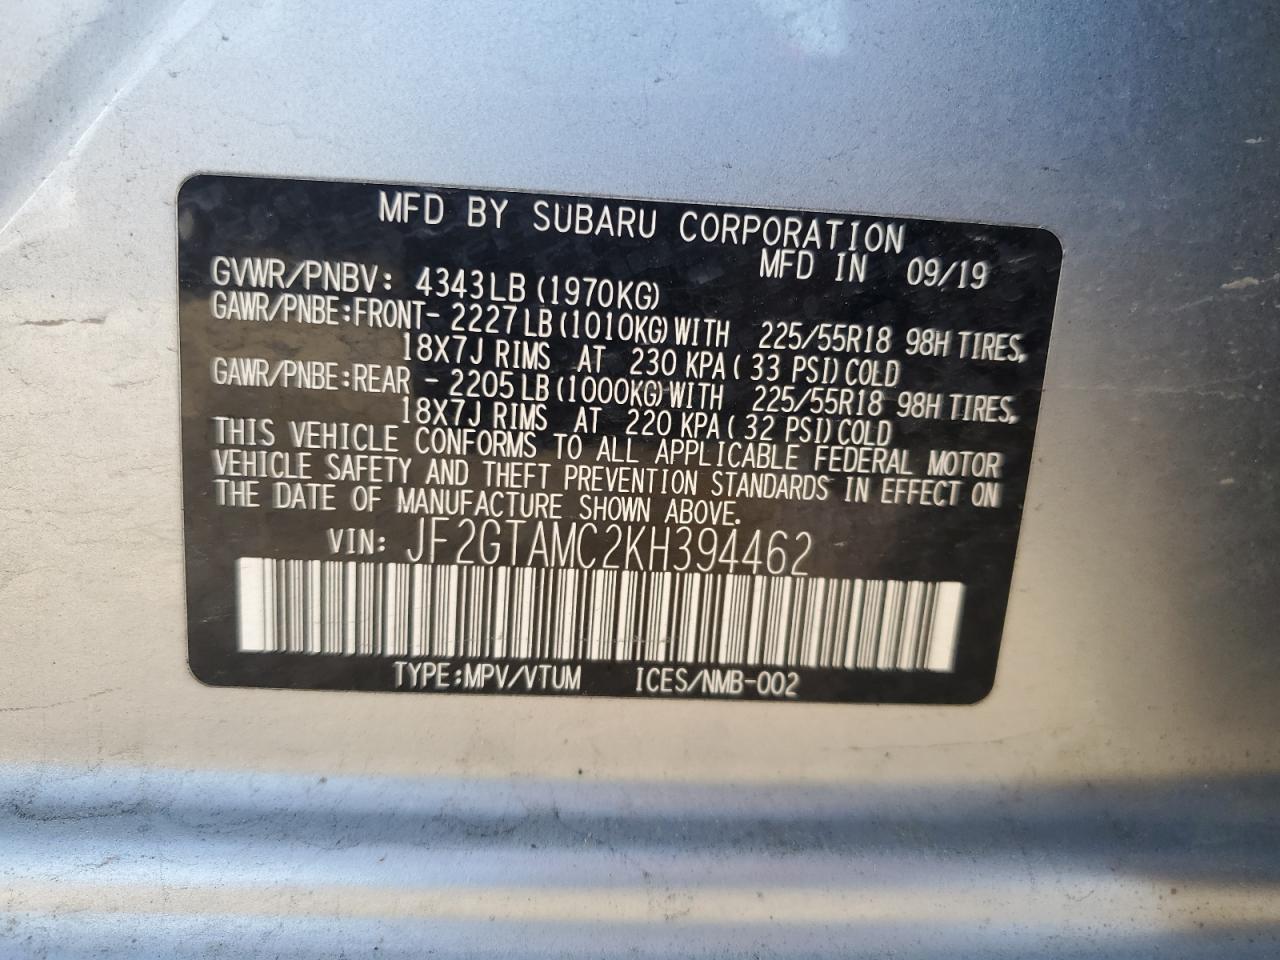 MFD BY SUBARU CORPORATION
MFD IN 09/19
GVWR/PNBV: 4343LB (1970KG)
GAWR/PNBE:FRONT- 2227LB(1010KG)WITH 225/55R18 98H TIRES,
18X7J RIMS AT 230 KPA( 33 PSI)COLD
GAWR/PNBE:REAR - 2205LB(1000KG)WITH 225/55R18 98H TIRES,
18X7J RIMS AT 220 KPA( 32 PSI)COLD
THIS VEHICLE CONFORMS TO ALL APPLICABLE FEDERAL MOTOR
VEHICLE SAFETY AND THEFT PREVENTION STANDARDS IN EFFECT ON
THE DATE OF MANUFACTURE SHOWN ABOVE.
VIN: JF2GTAMC2KH394462
TYPE:MPV/VTUM ICES/NMB-002